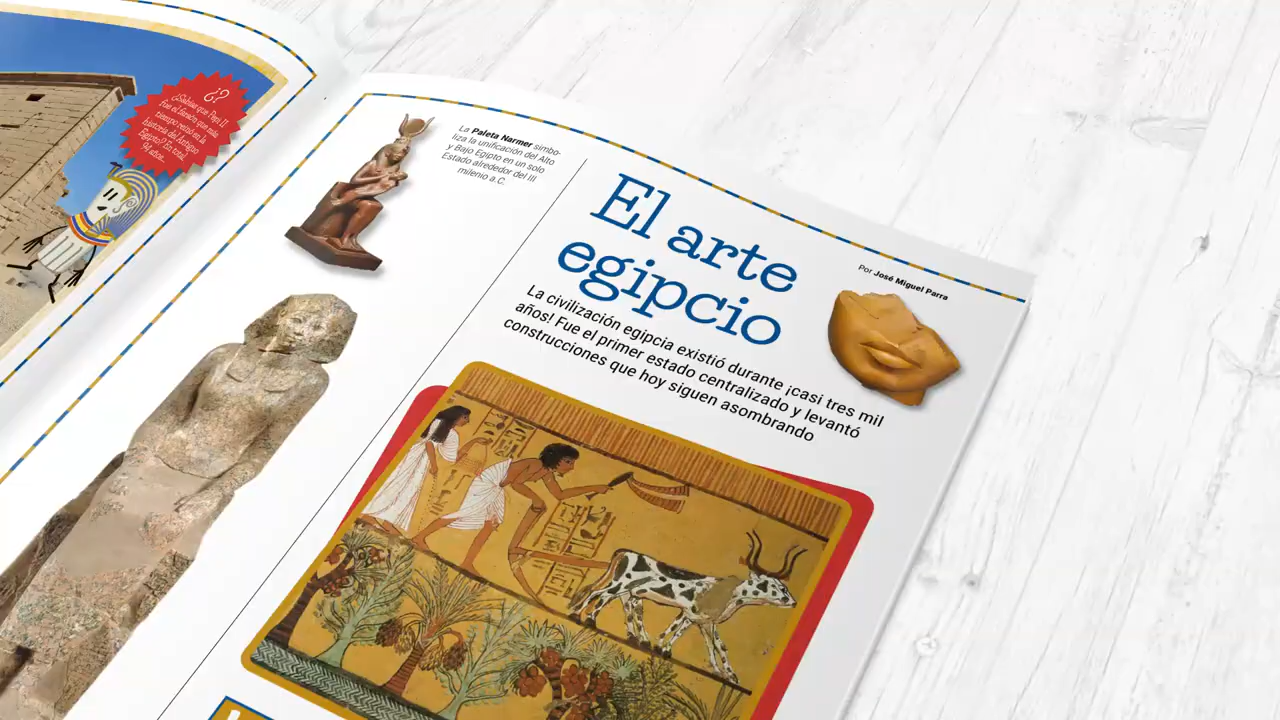 ¿?
¿Sabías que Pepi II
fue el faraón que más
tiempo reinó en la
historia del Antiguo
Egipto? En total,
94 años...
La Paleta Narmer simbo-
liza la unificación del Alto
y Bajo Egipto en un solo
Estado alrededor del III
milenio a.C.
El arte
egipcio
Por José Miguel Parra
La civilización egipcia existió durante ¡casi tres mil
años! Fue el primer estado centralizado y levantó
construcciones que hoy siguen asombrando